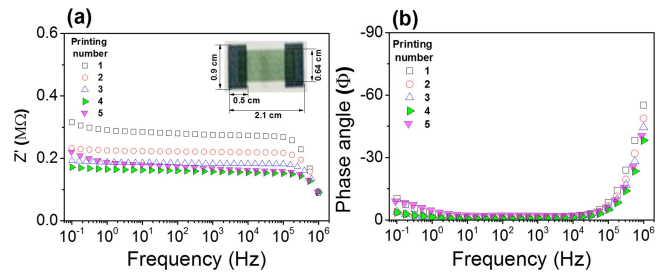 (a)
0.6
0.4
0.2
0.0
Z' (MΩ)
Printing
number
1
2
3
4
5
0.9 cm
0.64 cm
0.5 cm
2.1 cm
10⁻¹ 10⁰ 10¹ 10² 10³ 10⁴ 10⁵ 10⁶
Frequency (Hz)
(b)
-90
-60
-30
0
Phase angle (Φ)
Printing
number
1
2
3
4
5
10⁻¹ 10⁰ 10¹ 10² 10³ 10⁴ 10⁵ 10⁶
Frequency (Hz)